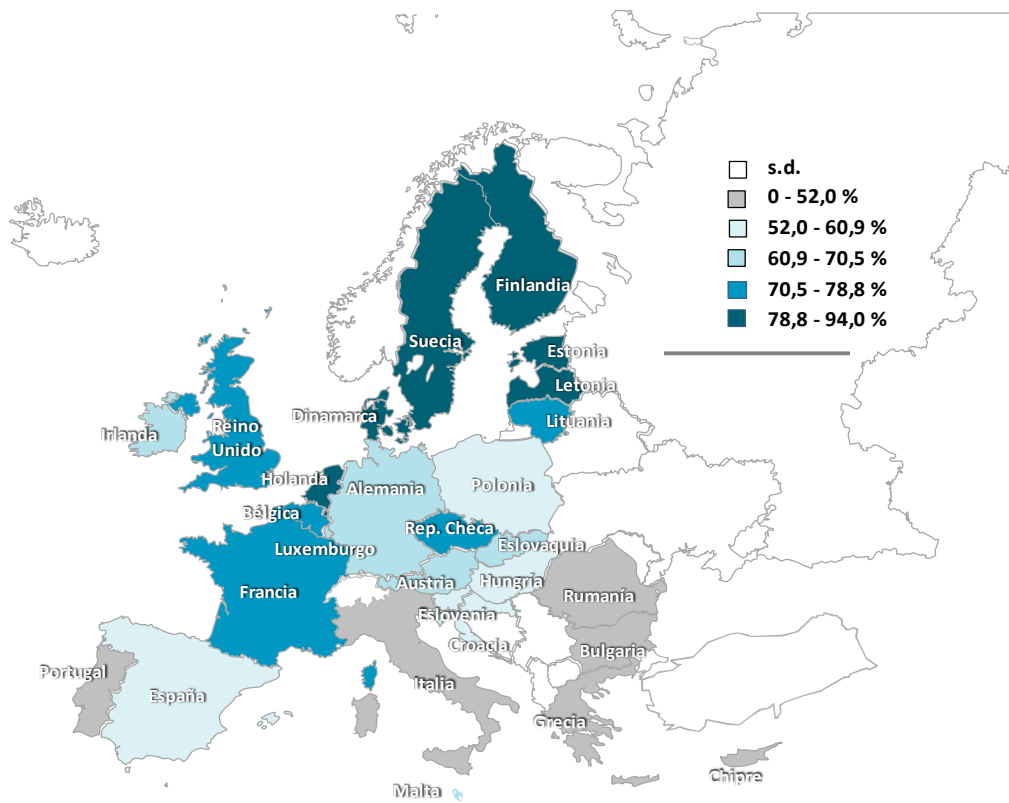 s.d.
0 - 52,0 %
52,0 - 60,9 %
60,9 - 70,5 %
70,5 - 78,8 %
78,8 - 94,0 %
Finlandia
Suecia
Estonia
Letonia
Dinamarca
Lituania
Irlanda
Reino
Unido
Holanda
Alemania
Polonia
Bélgica
Rep. Checa
Luxemburgo
Eslovaquia
Austria
Hungría
Francia
Rumanía
Eslovenia
Croacia
Bulgaria
Portugal
España
Italia
Grecia
Chipre
Malta